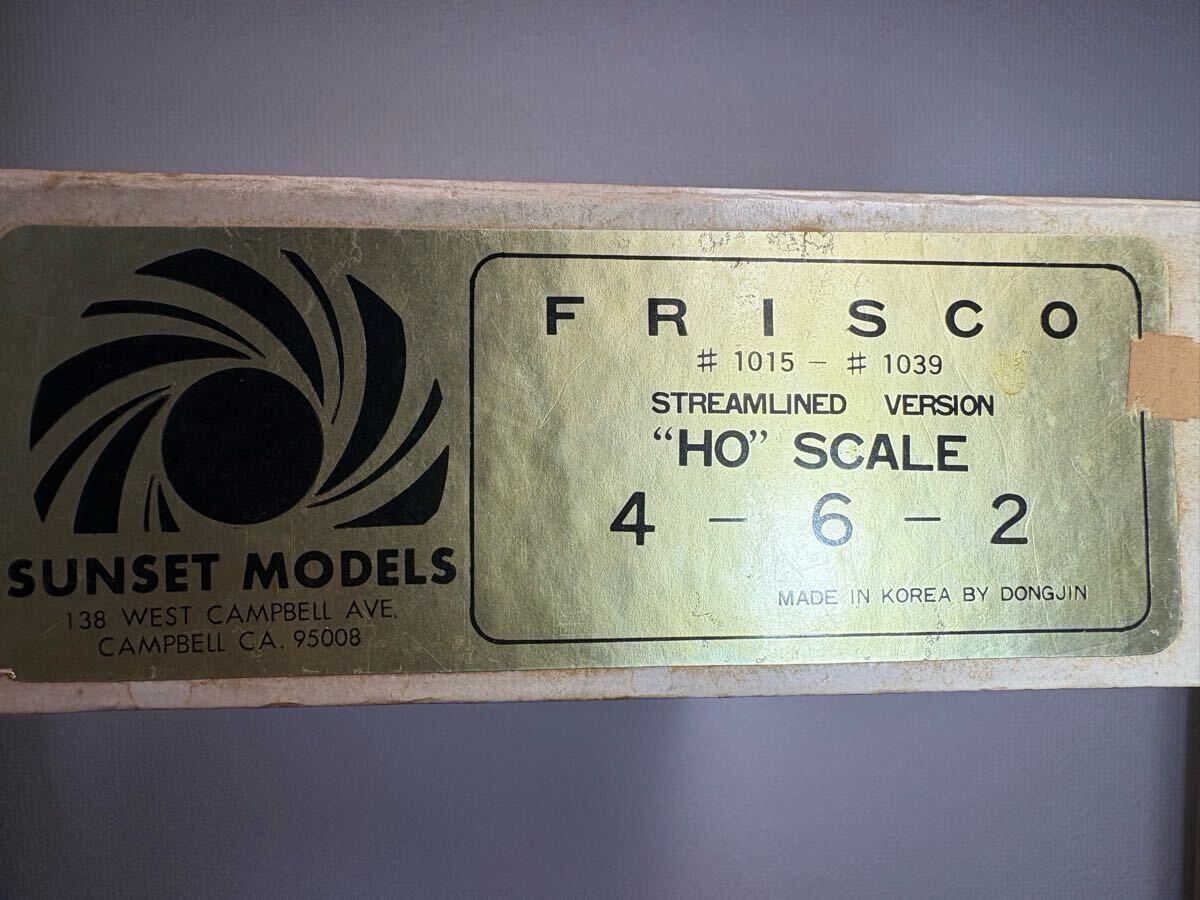 SUNSET MODELS
138 WEST CAMPBELL AVE.
CAMPBELL CA. 95008
FRISCO
# 1015 - # 1039
STREAMLINED VERSION
“HO” SCALE
4 - 6 - 2
MADE IN KOREA BY DONGJIN